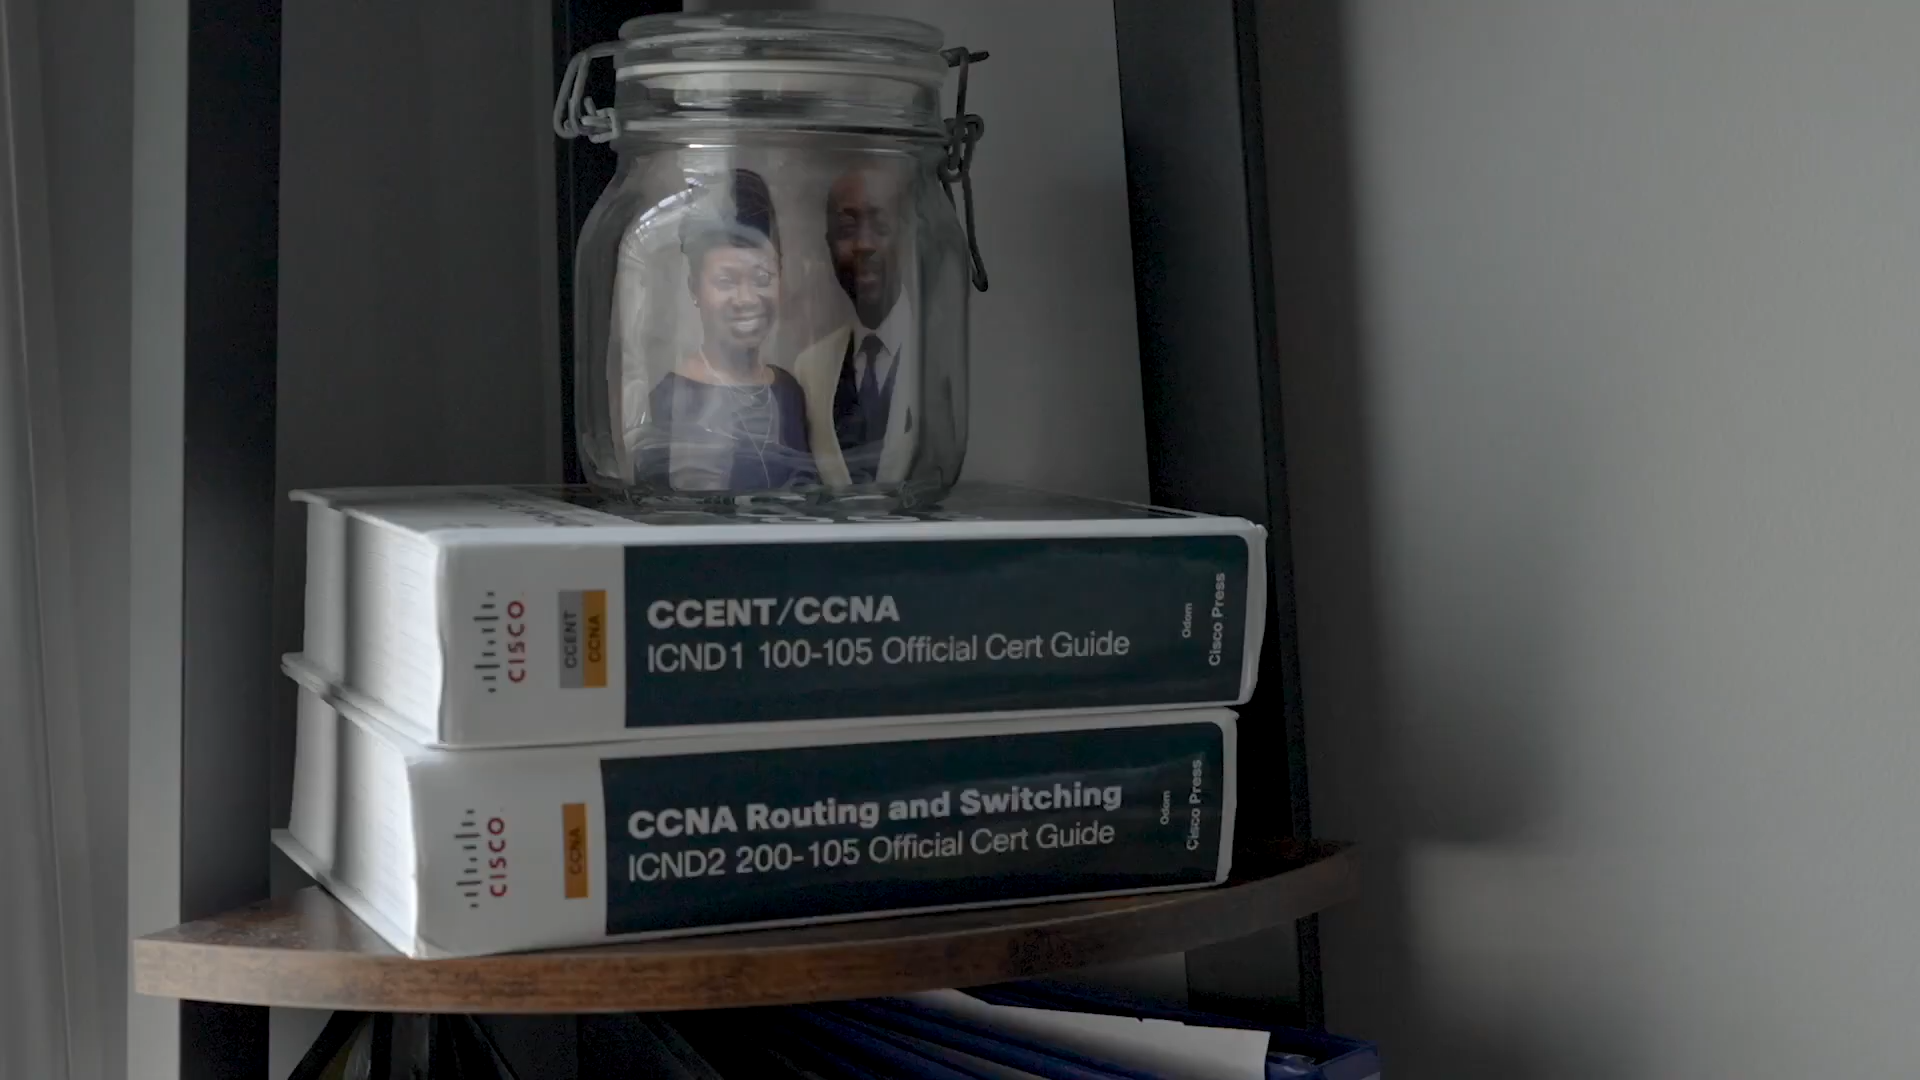 CISCO
CCENT
CCNA
CCENT/CCNA
ICND1 100-105 Official Cert Guide
Odom
Cisco Press
CISCO
CCNA
CCNA Routing and Switching
ICND2 200-105 Official Cert Guide
Odom
Cisco Press